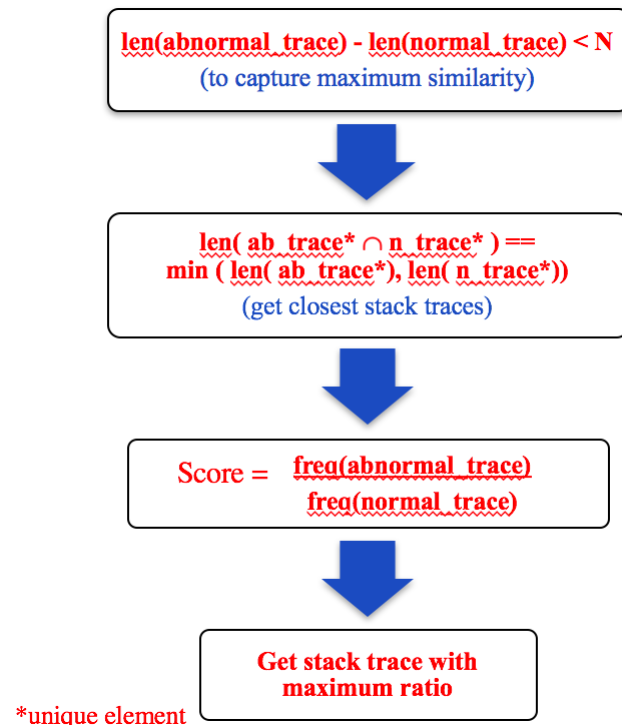 len(abnormal_trace) - len(normal_trace) < N
(to capture maximum similarity)
len( ab_trace* ∩ n_trace* ) ==
min ( len( ab_trace*), len( n_trace*))
(get closest stack traces)
Score = freq(abnormal_trace)
freq(normal_trace)
Get stack trace with
maximum ratio
*unique element